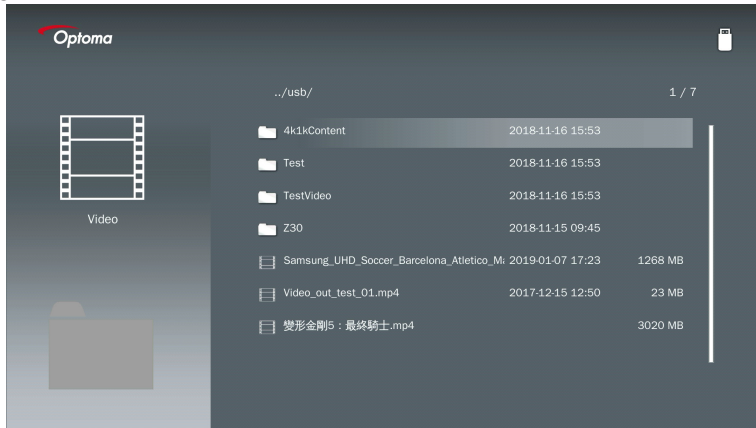 Optoma
../usb/ 1 / 7
4k1kContent 2018-11-16 15:53
Test 2018-11-16 15:53
TestVideo 2018-11-16 15:53
Video
Z30 2018-11-15 09:45
Samsung_UHD_Soccer_Barcelona_Atletico_Ma 2019-01-07 17:23 1268 MB
Video_out_test_01.mp4 2017-12-15 12:50 23 MB
變形金剛5：最終騎士.mp4 3020 MB